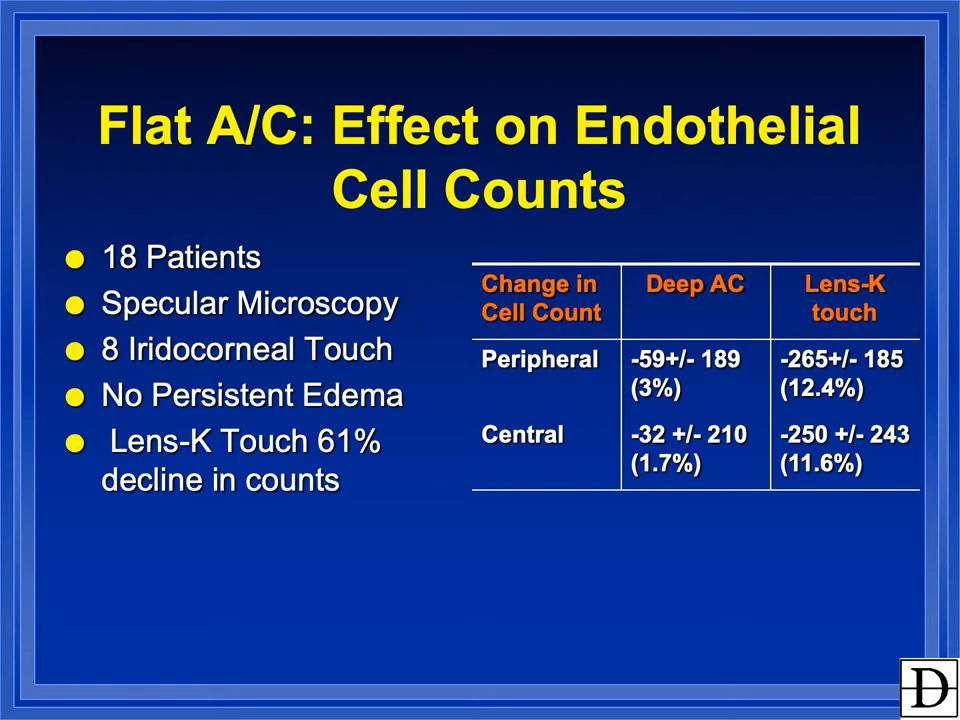 Flat A/C: Effect on Endothelial
Cell Counts
18 Patients
Specular Microscopy
8 Iridocorneal Touch
No Persistent Edema
Lens-K Touch 61%
decline in counts
Change in Cell Count | Deep AC | Lens-K touch
Peripheral | -59+/- 189 (3%) | -265+/- 185 (12.4%)
Central | -32 +/- 210 (1.7%) | -250 +/- 243 (11.6%)
D